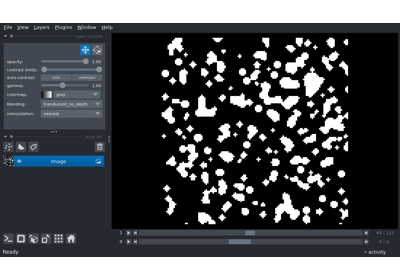 File View Layers Plugins Window Help
opacity: 1.00
contrast limits:
auto-contrast: once continuous
gamma: 1.00
colormap: gray
blending: translucent_no_depth
interpolation: nearest
Image
1
0
Ready activity